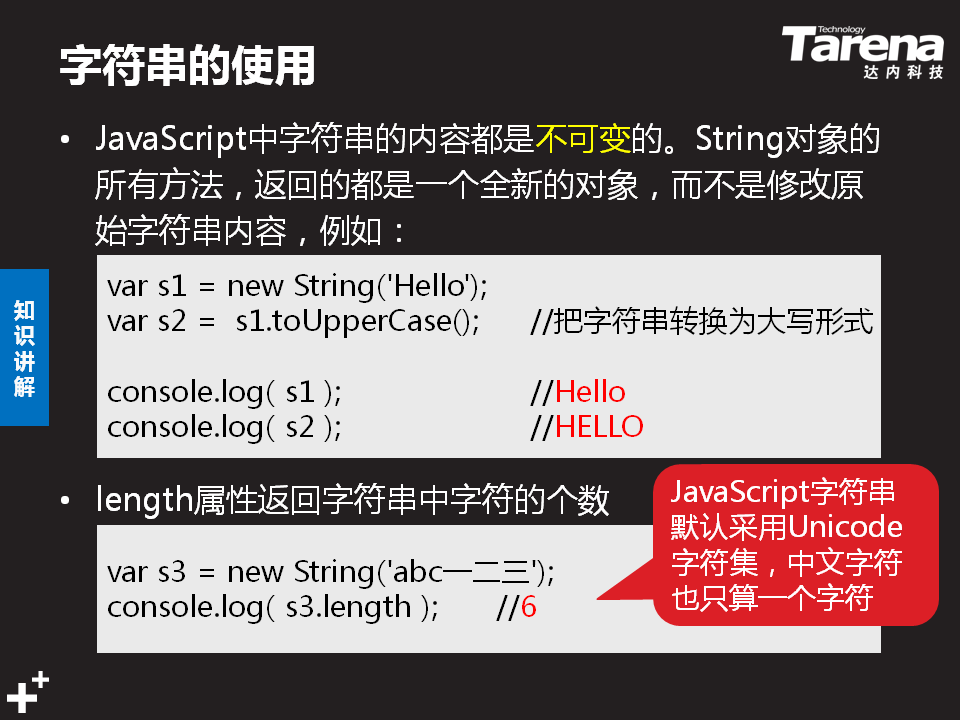 字符串的使用
Technology
Tarena
达内科技
• JavaScript中字符串的内容都是不可变的。String对象的
所有方法，返回的都是一个全新的对象，而不是修改原
始字符串内容，例如：
知识讲解
var s1 = new String('Hello');
var s2 =  s1.toUpperCase();  //把字符串转换为大写形式
console.log( s1 );  //Hello
console.log( s2 );  //HELLO
• length属性返回字符串中字符的个数
var s3 = new String('abc一二三');
console.log( s3.length );  //6
JavaScript字符串
默认采用Unicode
字符集，中文字符
也只算一个字符